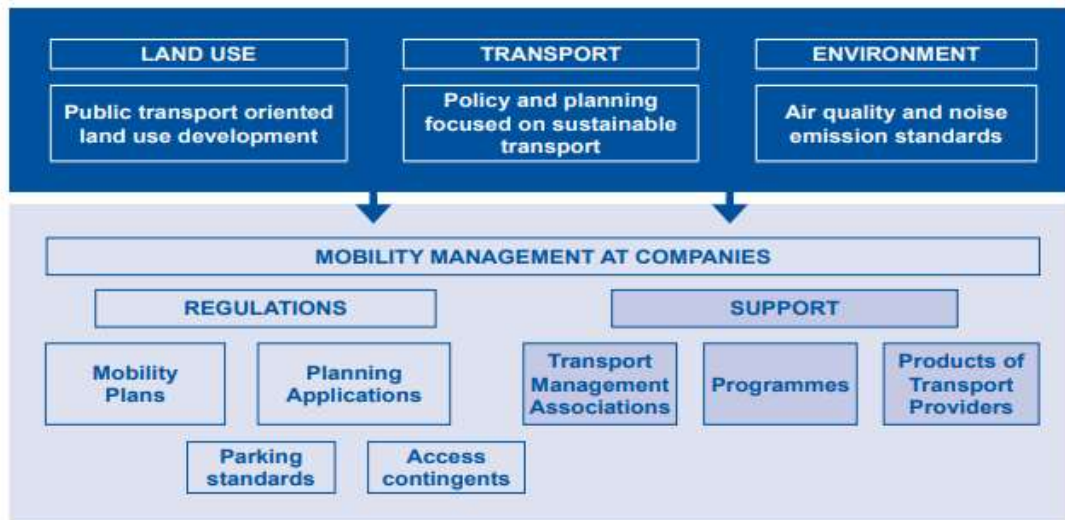 LAND USE
TRANSPORT
ENVIRONMENT
Public transport oriented
land use development
Policy and planning
focused on sustainable
transport
Air quality and noise
emission standards
MOBILITY MANAGEMENT AT COMPANIES
REGULATIONS
SUPPORT
Mobility
Plans
Planning
Applications
Transport
Management
Associations
Programmes
Products of
Transport
Providers
Parking
standards
Access
contingents